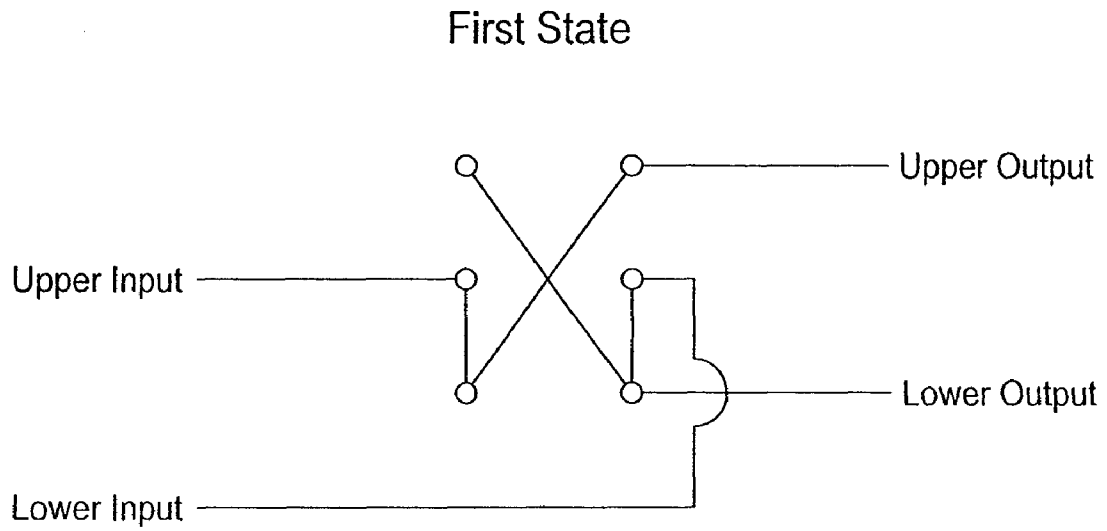 First State
Upper Output
Upper Input
Lower Output
Lower Input